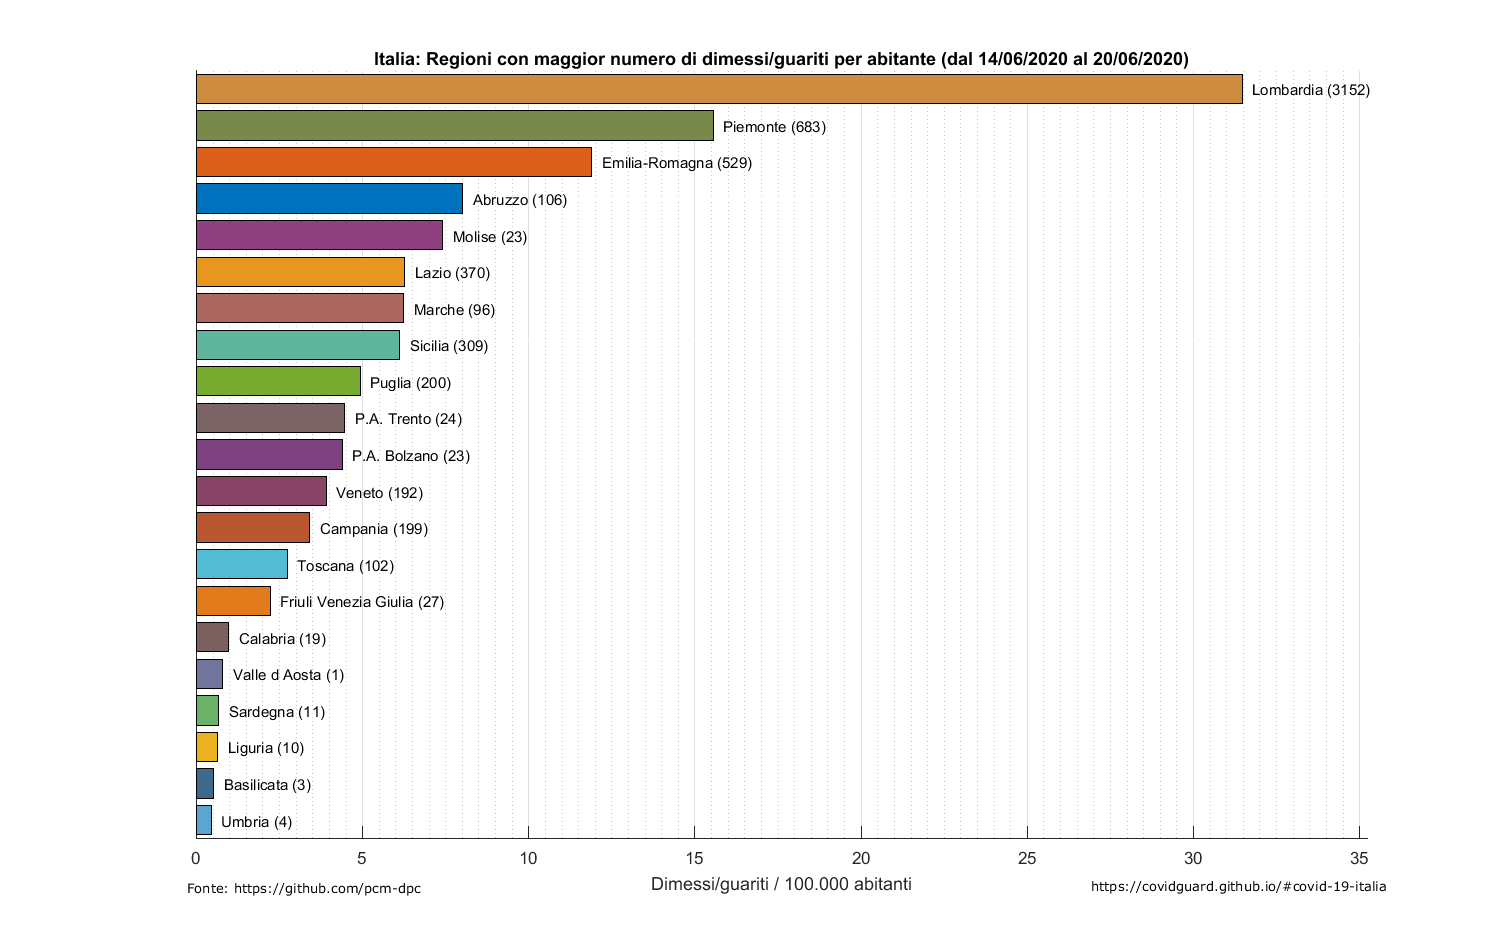 Italia: Regioni con maggior numero di dimessi/guariti per abitante (dal 14/06/2020 al 20/06/2020)
Lombardia (3152)
Piemonte (683)
Emilia-Romagna (529)
Abruzzo (106)
Molise (23)
Lazio (370)
Marche (96)
Sicilia (309)
Puglia (200)
P.A. Trento (24)
P.A. Bolzano (23)
Veneto (192)
Campania (199)
Toscana (102)
Friuli Venezia Giulia (27)
Calabria (19)
Valle d Aosta (1)
Sardegna (11)
Liguria (10)
Basilicata (3)
Umbria (4)
0 5 10 15 20 25 30 35
Dimessi/guariti / 100.000 abitanti
Fonte: https://github.com/pcm-dpc
https://covidguard.github.io/#covid-19-italia